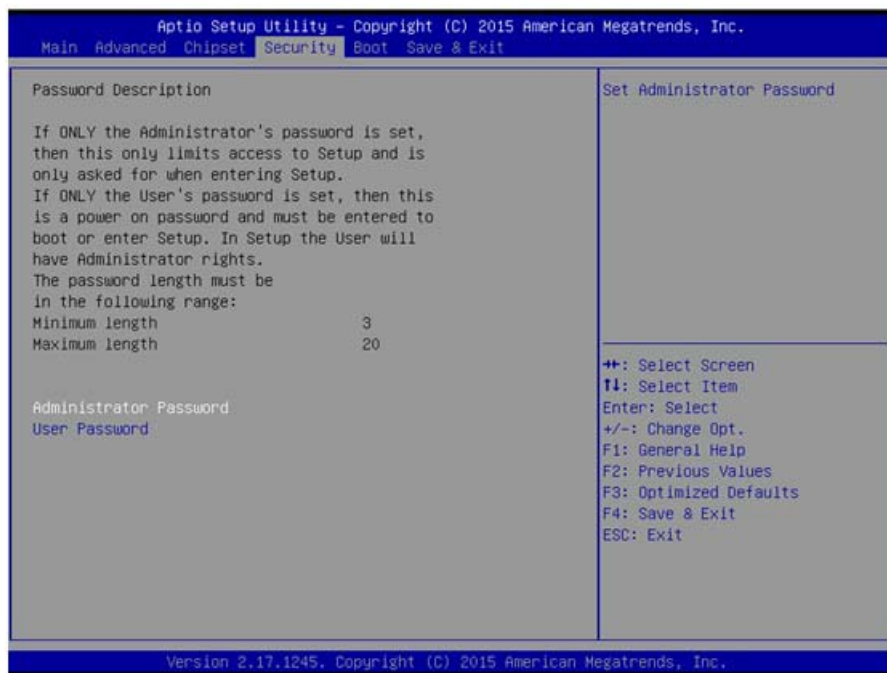 Aptio Setup Utility – Copyright (C) 2015 American Megatrends, Inc.
Main Advanced Chipset Security Boot Save & Exit
Password Description
If ONLY the Administrator's password is set,
then this only limits access to Setup and is
only asked for when entering Setup.
If ONLY the User's password is set, then this
is a power on password and must be entered to
boot or enter Setup. In Setup the User will
have Administrator rights.
The password length must be
in the following range:
Minimum length 3
Maximum length 20
Administrator Password
User Password
Set Administrator Password
→←: Select Screen
↑↓: Select Item
Enter: Select
+/-: Change Opt.
F1: General Help
F2: Previous Values
F3: Optimized Defaults
F4: Save & Exit
ESC: Exit
Version 2.17.1245. Copyright (C) 2015 American Megatrends, Inc.